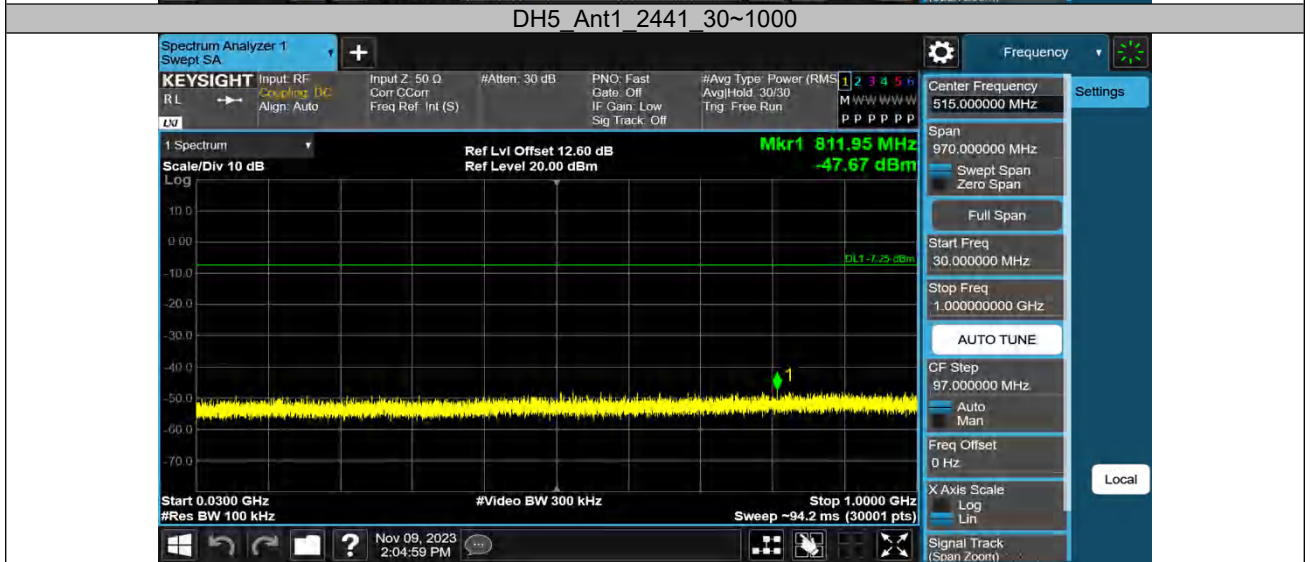 DH5_Ant1_2441_30~1000
Spectrum Analyzer 1
Swept SA
Frequency
KEYSIGHT
RL
LXI
Input: RF
Coupling: DC
Align: Auto
Input Z: 50 Ω
Corr CCorr
Freq Ref: Int (S)
#Atten: 30 dB
PNO: Fast
Gate: Off
IF Gain: Low
Sig Track: Off
#Avg Type: Power (RMS
Avg|Hold: 30/30
Trig: Free Run
1 2 3 4 5 6
M W W W W W
P P P P P P
1 Spectrum
Scale/Div 10 dB
Ref Lvl Offset 12.60 dB
Ref Level 20.00 dBm
Mkr1 811.95 MHz
-47.67 dBm
Log
10.0
0.00
DL1 -7.25 dBm
-10.0
-20.0
-30.0
-40.0
1
-50.0
-60.0
-70.0
Start 0.0300 GHz
#Res BW 100 kHz
#Video BW 300 kHz
Stop 1.0000 GHz
Sweep ~94.2 ms (30001 pts)
Nov 09, 2023
2:04:59 PM
Center Frequency
515.000000 MHz
Span
970.000000 MHz
Swept Span
Zero Span
Full Span
Start Freq
30.000000 MHz
Stop Freq
1.000000000 GHz
AUTO TUNE
CF Step
97.000000 MHz
Auto
Man
Freq Offset
0 Hz
X Axis Scale
Log
Lin
Signal Track
(Span Zoom)
Settings
Local